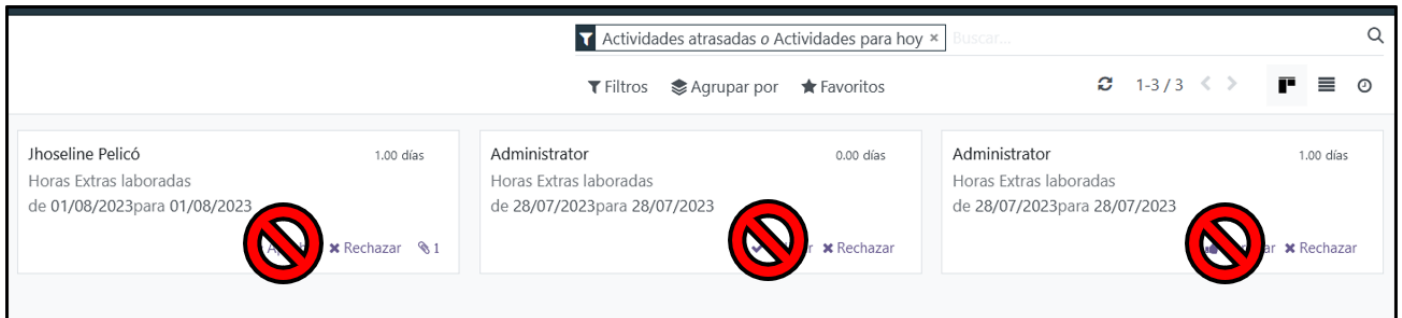 Actividades atrasadas o Actividades para hoy × Buscar...
Filtros Agrupar por Favoritos 1-3 / 3
Jhoseline Pelicó 1.00 días
Horas Extras laboradas
de 01/08/2023para 01/08/2023
Rechazar 1
Administrator 0.00 días
Horas Extras laboradas
de 28/07/2023para 28/07/2023
Rechazar
Administrator 1.00 días
Horas Extras laboradas
de 28/07/2023para 28/07/2023
Rechazar